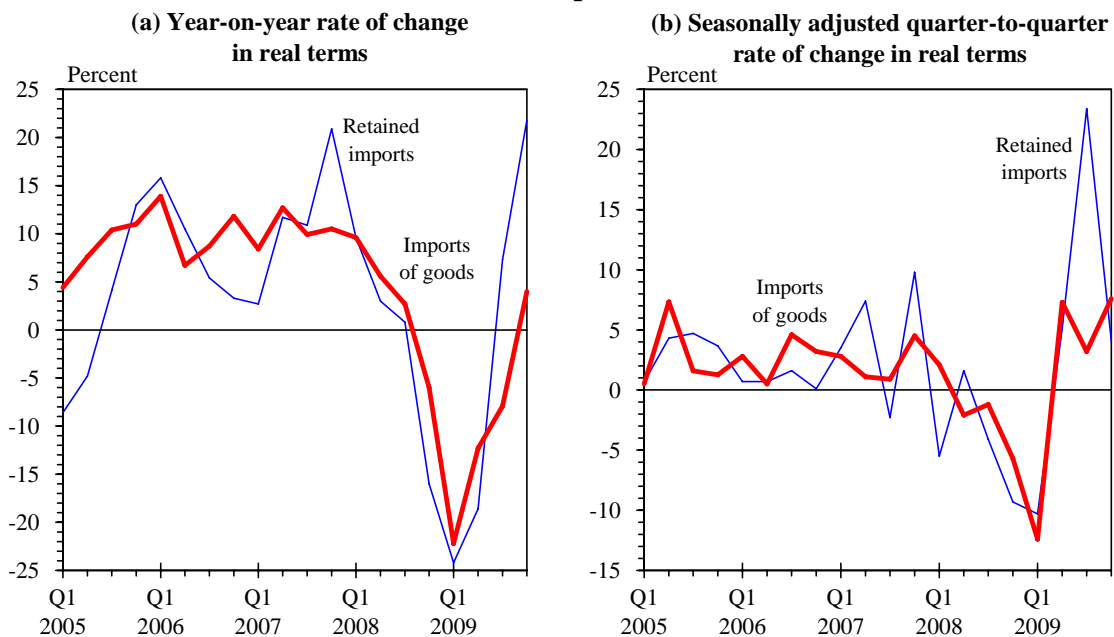 (a) Year-on-year rate of change
in real terms
Percent
25
20
15
10
5
0
-5
-10
-15
-20
-25
Retained
imports
Imports
of goods
Q1 Q1 Q1 Q1 Q1
2005 2006 2007 2008 2009
(b) Seasonally adjusted quarter-to-quarter
rate of change in real terms
Percent
25
20
15
10
5
0
-5
-10
-15
Retained
imports
Imports
of goods
Q1 Q1 Q1 Q1 Q1
2005 2006 2007 2008 2009